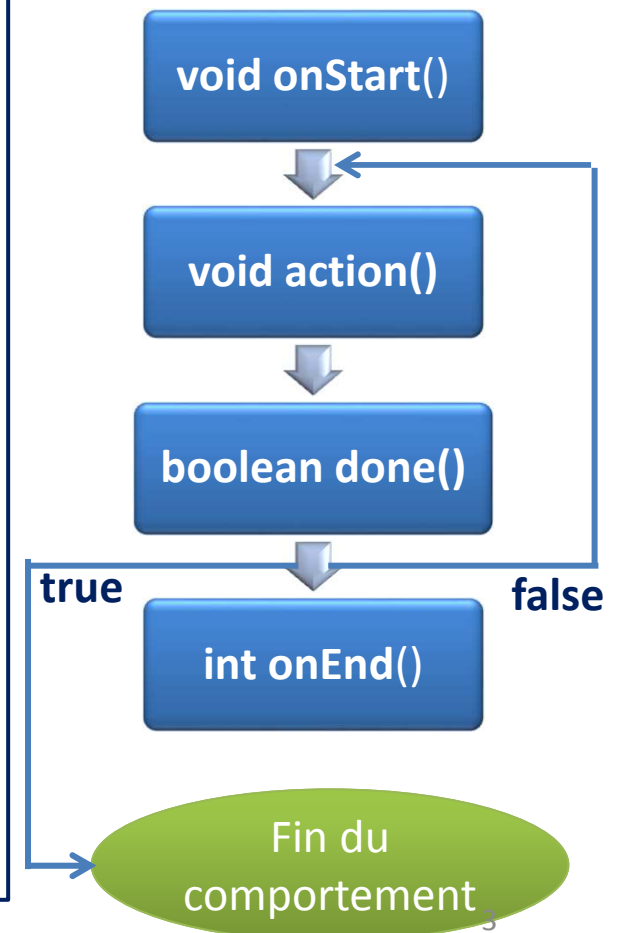 void onStart()
void action()
boolean done()
true
false
int onEnd()
Fin du
comportement
3